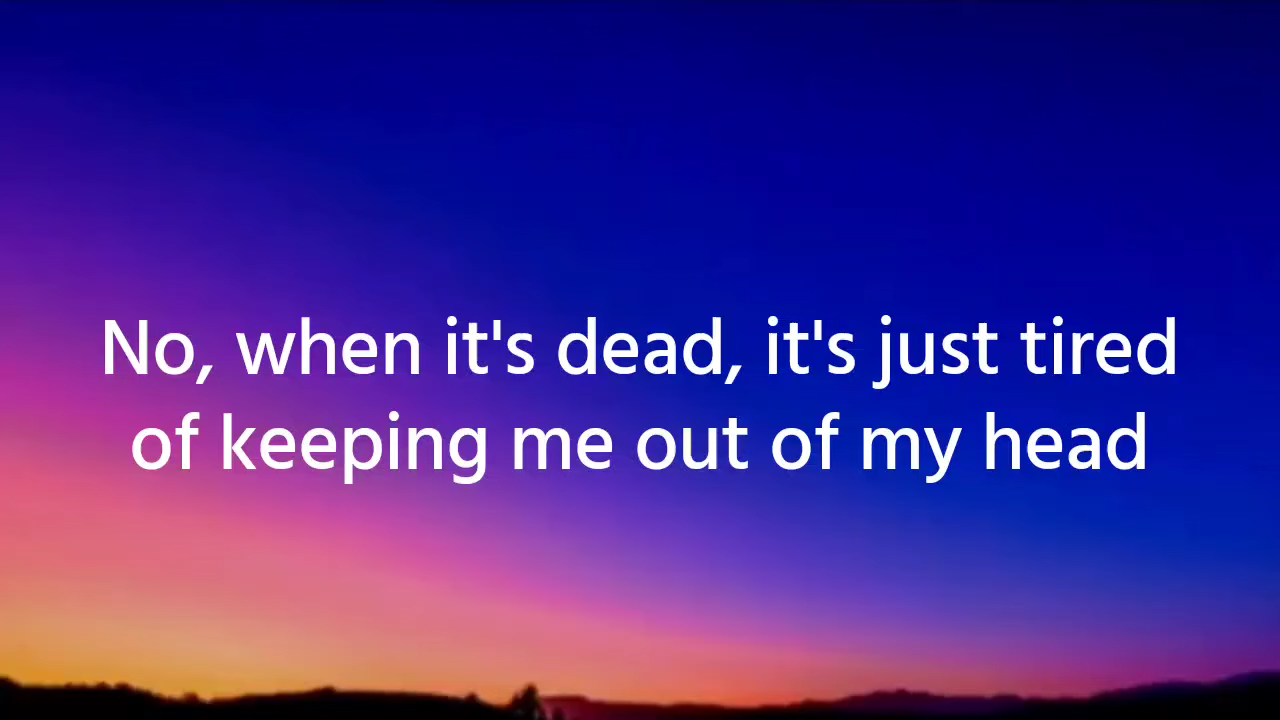 No, when it's dead, it's just tired
of keeping me out of my head